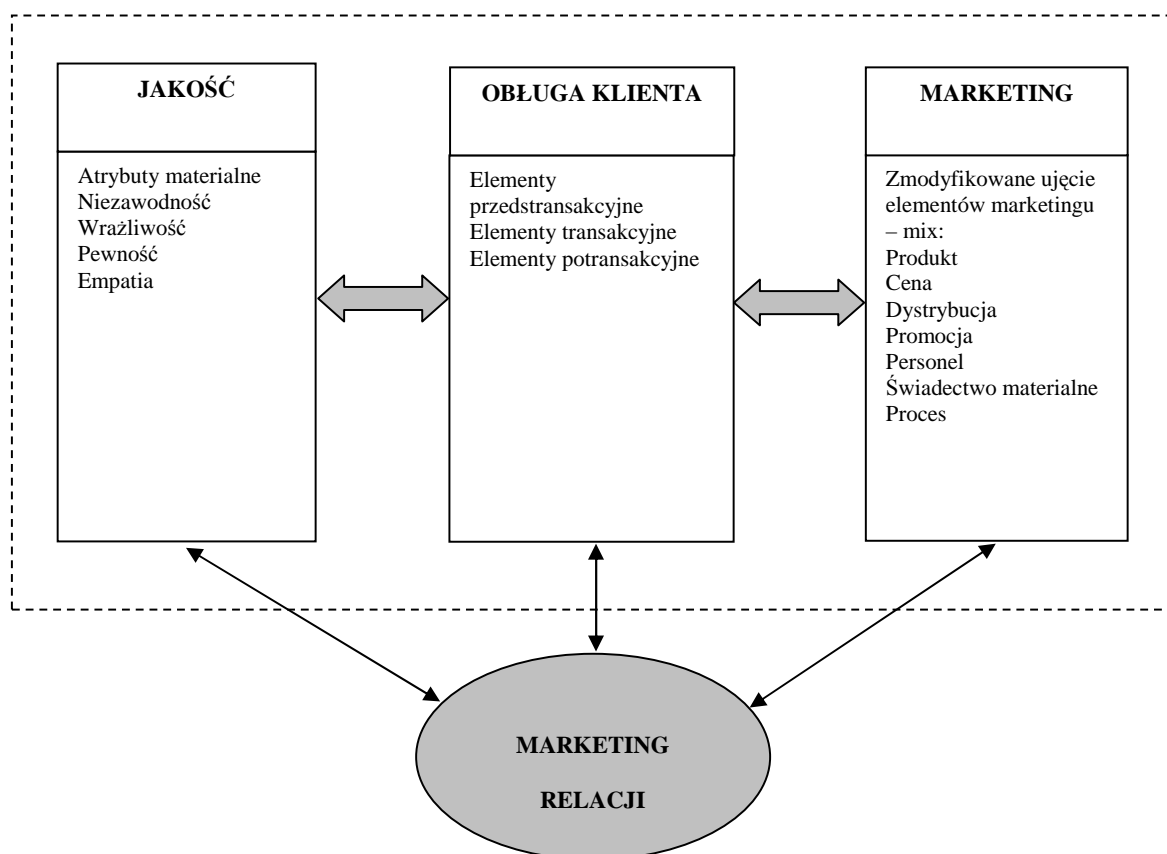 JAKOŚĆ
Atrybuty materialne
Niezawodność
Wrażliwość
Pewność
Empatia
OBŁUGA KLIENTA
Elementy
przedstransakcyjne
Elementy transakcyjne
Elementy potransakcyjne
MARKETING
Zmodyfikowane ujęcie
elementów marketingu
– mix:
Produkt
Cena
Dystrybucja
Promocja
Personel
Świadectwo materialne
Proces
MARKETING
RELACJI